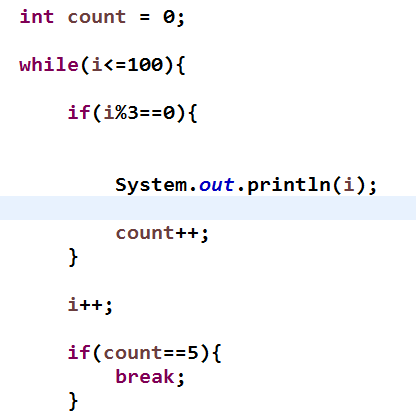 int count = 0;
while(i<=100){
if(i%3==0){
System.out.println(i);
count++;
}
i++;
if(count==5){
break;
}